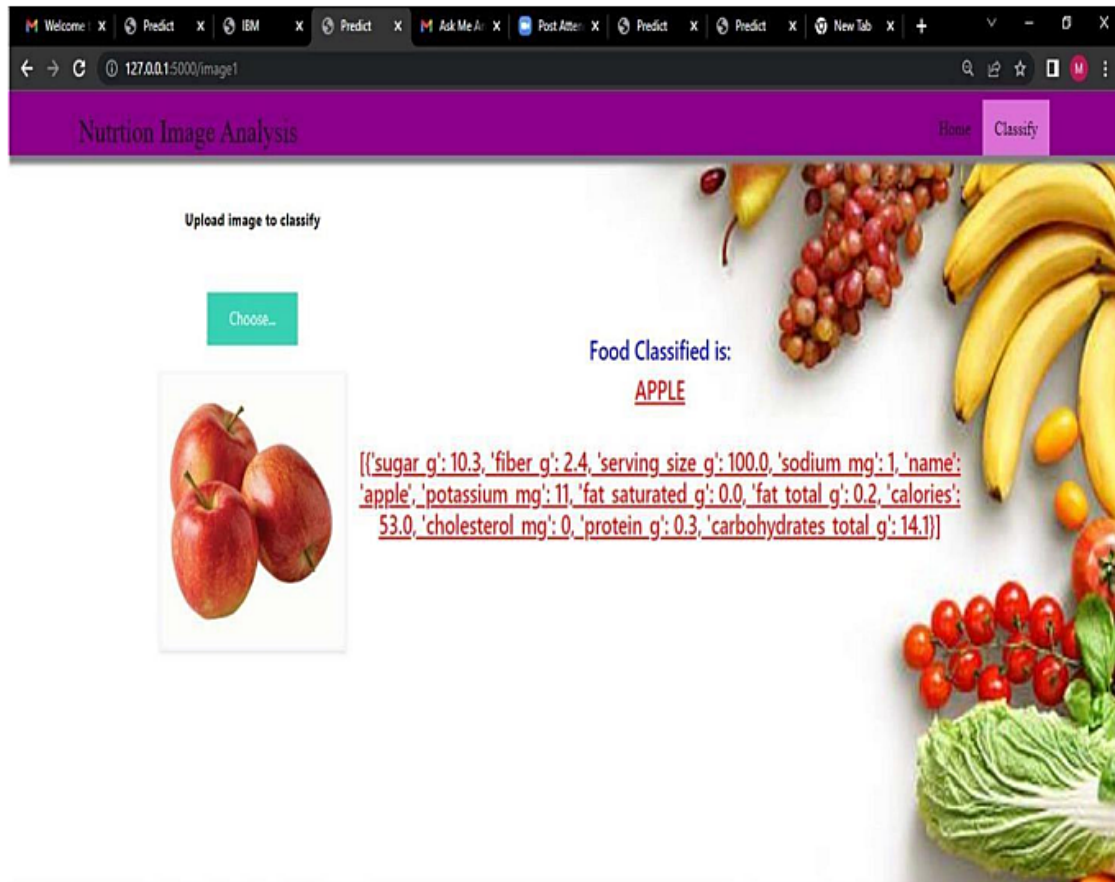 Welcome t
Predict
IBM
Predict
Ask Me An
Post Atten
Predict
Predict
New Tab
127.0.0.1:5000/image1
M
Nutrtion Image Analysis
Home
Classify
Upload image to classify
Choose...
Food Classified is:
APPLE
[{'sugar_g': 10.3, 'fiber_g': 2.4, 'serving_size_g': 100.0, 'sodium_mg': 1, 'name':
'apple', 'potassium_mg': 11, 'fat_saturated_g': 0.0, 'fat_total_g': 0.2, 'calories':
53.0, 'cholesterol_mg': 0, 'protein_g': 0.3, 'carbohydrates_total_g': 14.1}]